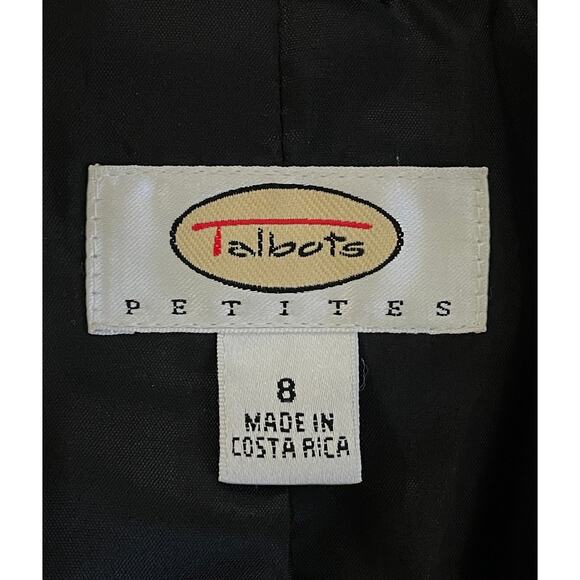 Talbots
PETITES
8
MADE IN
COSTA RICA